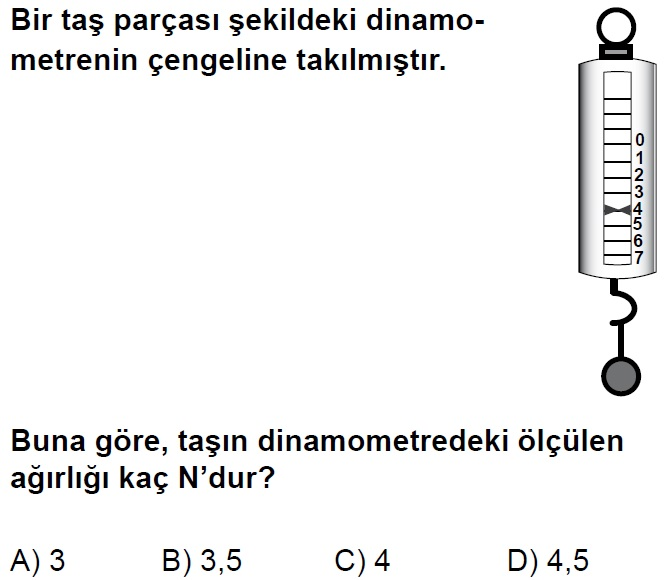 Bir taş parçası şekildeki dinamo-
metrenin çengeline takılmıştır.
0
1
2
3
4
5
6
7
Buna göre, taşın dinamometredeki ölçülen
ağırlığı kaç N’dur?
A) 3 B) 3,5 C) 4 D) 4,5